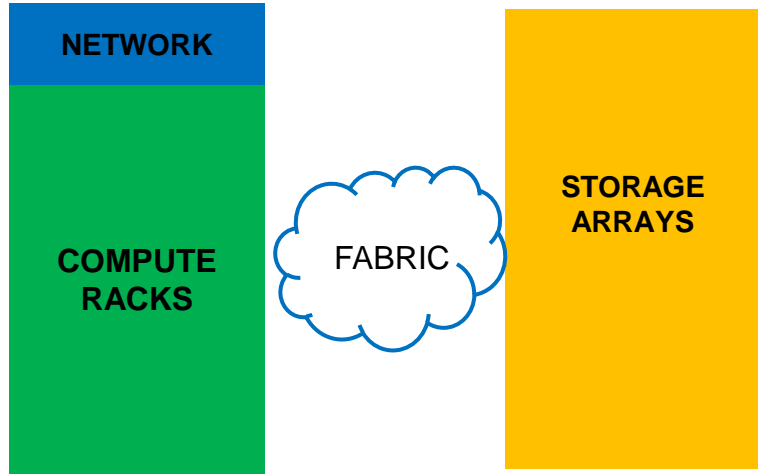 NETWORK
COMPUTE
RACKS
FABRIC
STORAGE
ARRAYS